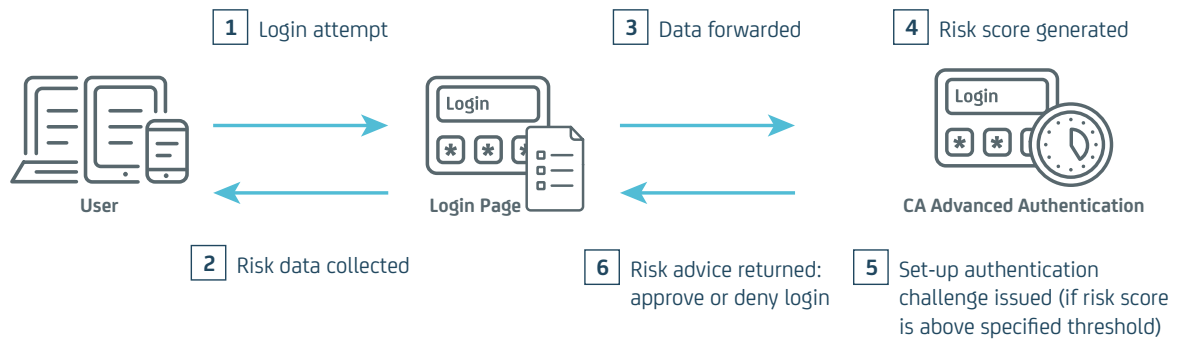 1 Login attempt
3 Data forwarded
4 Risk score generated
Login
* * *
Login
* *
User
Login Page
CA Advanced Authentication
2 Risk data collected
6 Risk advice returned:
approve or deny login
5 Set-up authentication
challenge issued (if risk score
is above specified threshold)